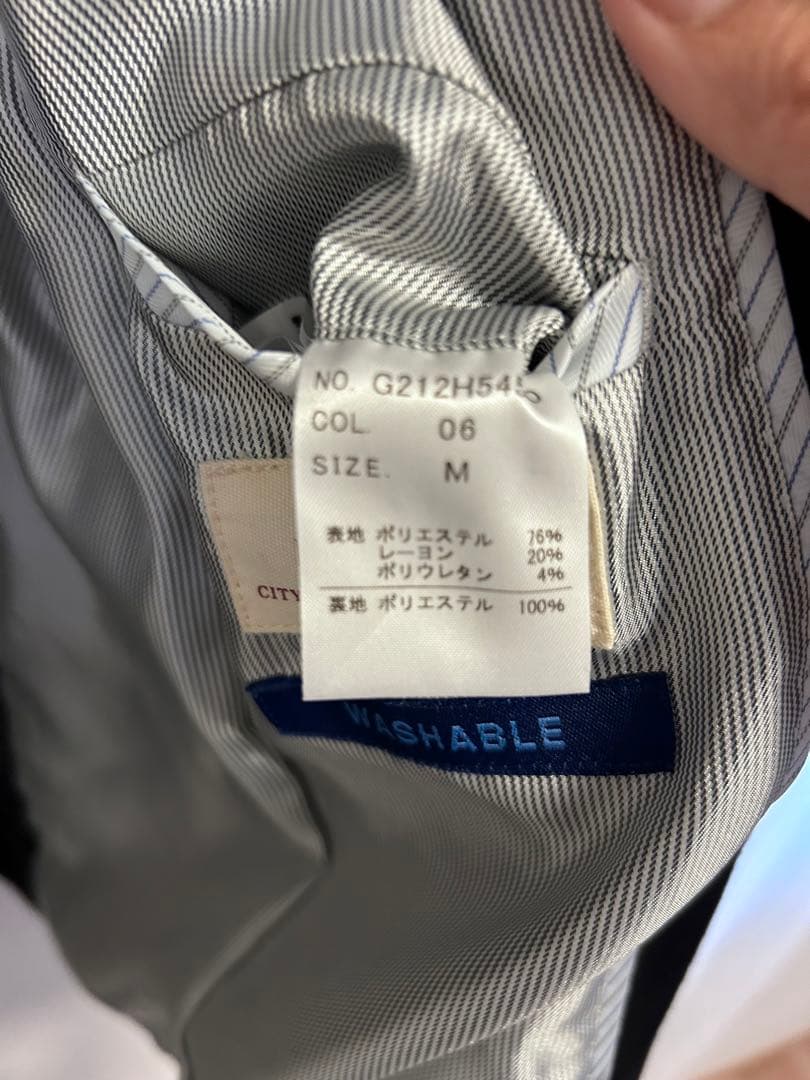 NO. G212H545
COL. 06
SIZE. M
表地 ポリエステル 76%
レーヨン 20%
ポリウレタン 4%
裏地 ポリエステル 100%
CITY
WASHABLE